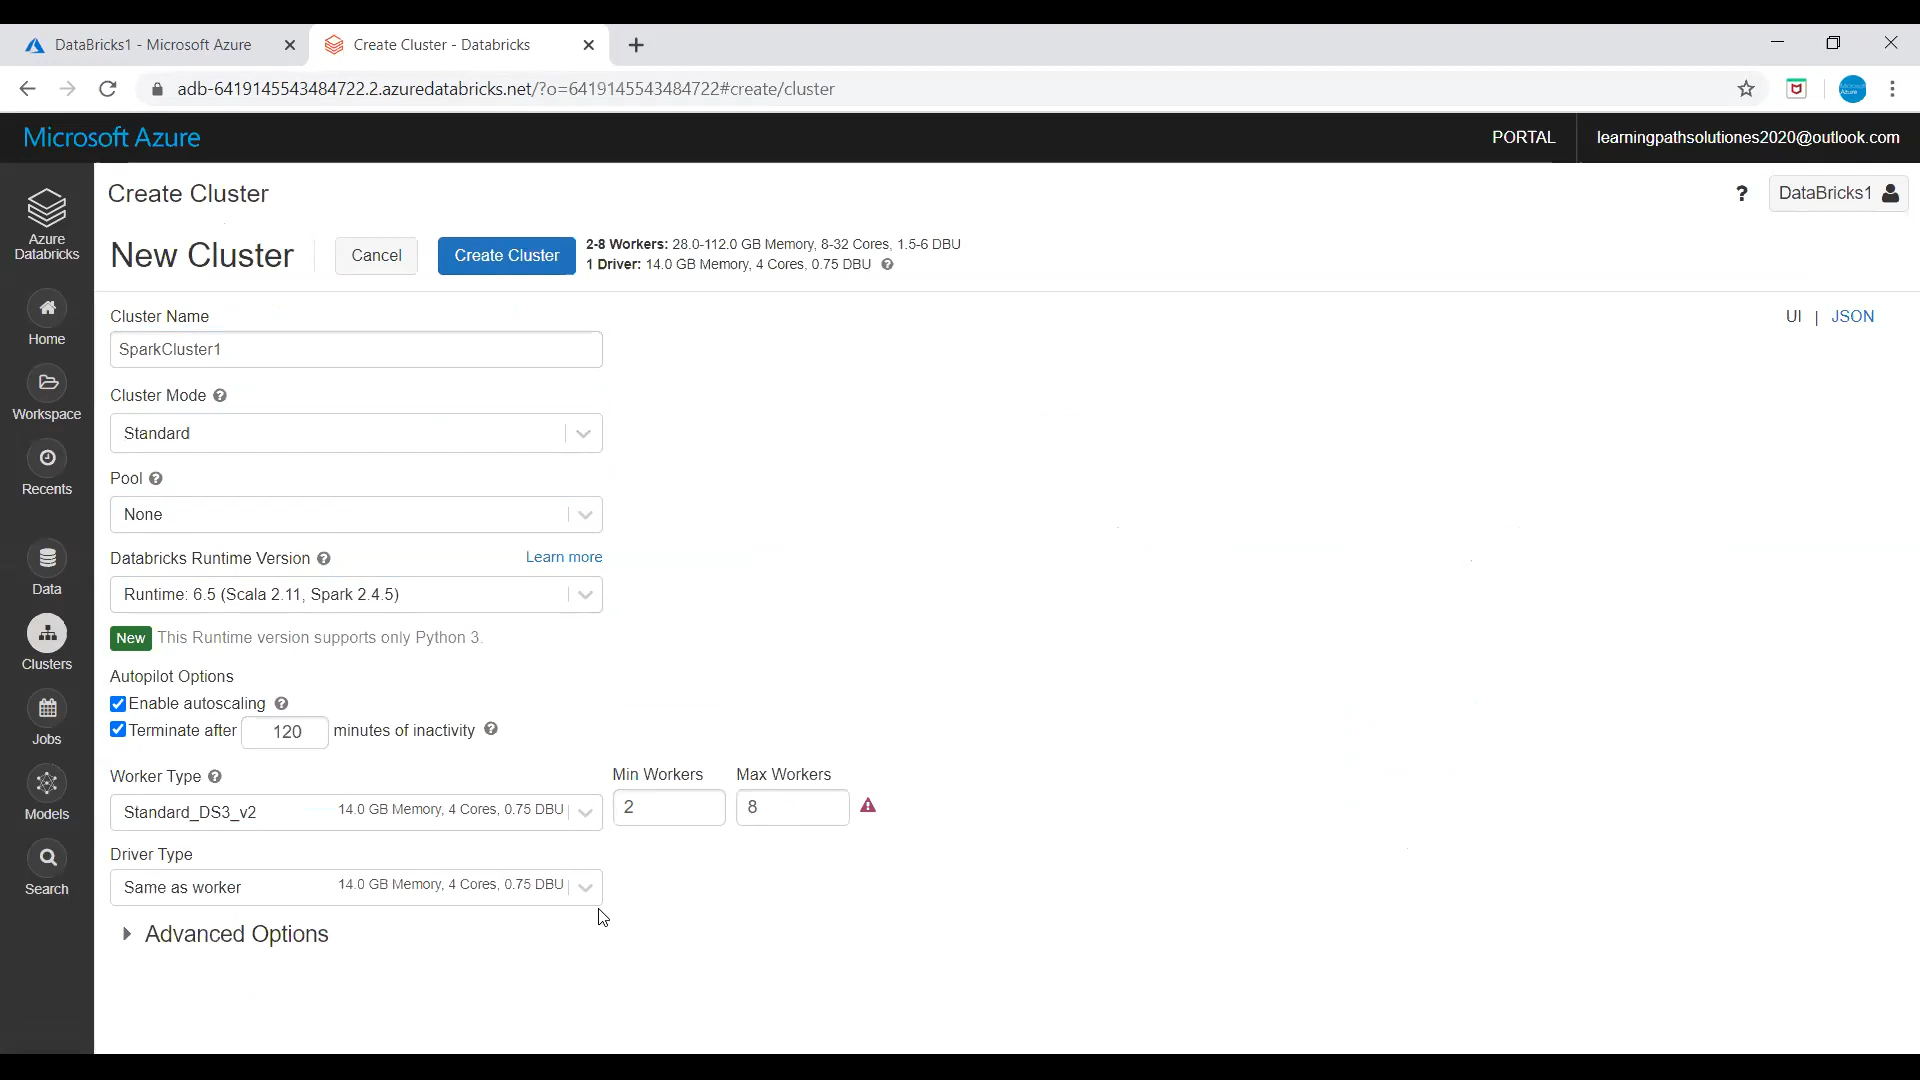 DataBricks1 - Microsoft Azure
Create Cluster - Databricks
adb-6419145543484722.2.azuredatabricks.net/?o=6419145543484722#create/cluster
Microsoft Azure
PORTAL
learningpathsolutiones2020@outlook.com
Azure
Databricks
Home
Workspace
Recents
Data
Clusters
Jobs
Models
Search
Create Cluster
? DataBricks1
New Cluster
Cancel
Create Cluster
2-8 Workers: 28.0-112.0 GB Memory, 8-32 Cores, 1.5-6 DBU
1 Driver: 14.0 GB Memory, 4 Cores, 0.75 DBU ?
UI | JSON
Cluster Name
SparkCluster1
Cluster Mode ?
Standard
Pool ?
None
Databricks Runtime Version ? Learn more
Runtime: 6.5 (Scala 2.11, Spark 2.4.5)
New This Runtime version supports only Python 3.
Autopilot Options
Enable autoscaling ?
Terminate after 120 minutes of inactivity ?
Worker Type ? Min Workers Max Workers
Standard_DS3_v2 14.0 GB Memory, 4 Cores, 0.75 DBU 2 8
Driver Type
Same as worker 14.0 GB Memory, 4 Cores, 0.75 DBU
Advanced Options